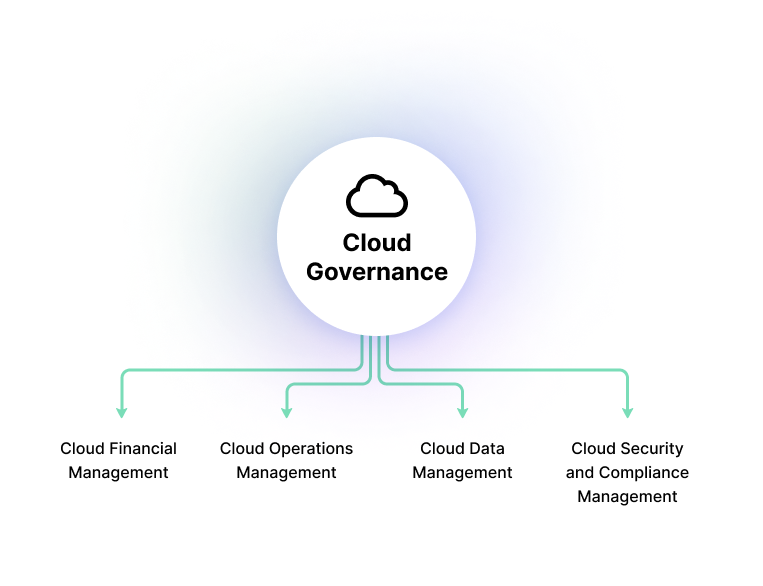 Cloud
Governance
Cloud Financial
Management
Cloud Operations
Management
Cloud Data
Management
Cloud Security
and Compliance
Management